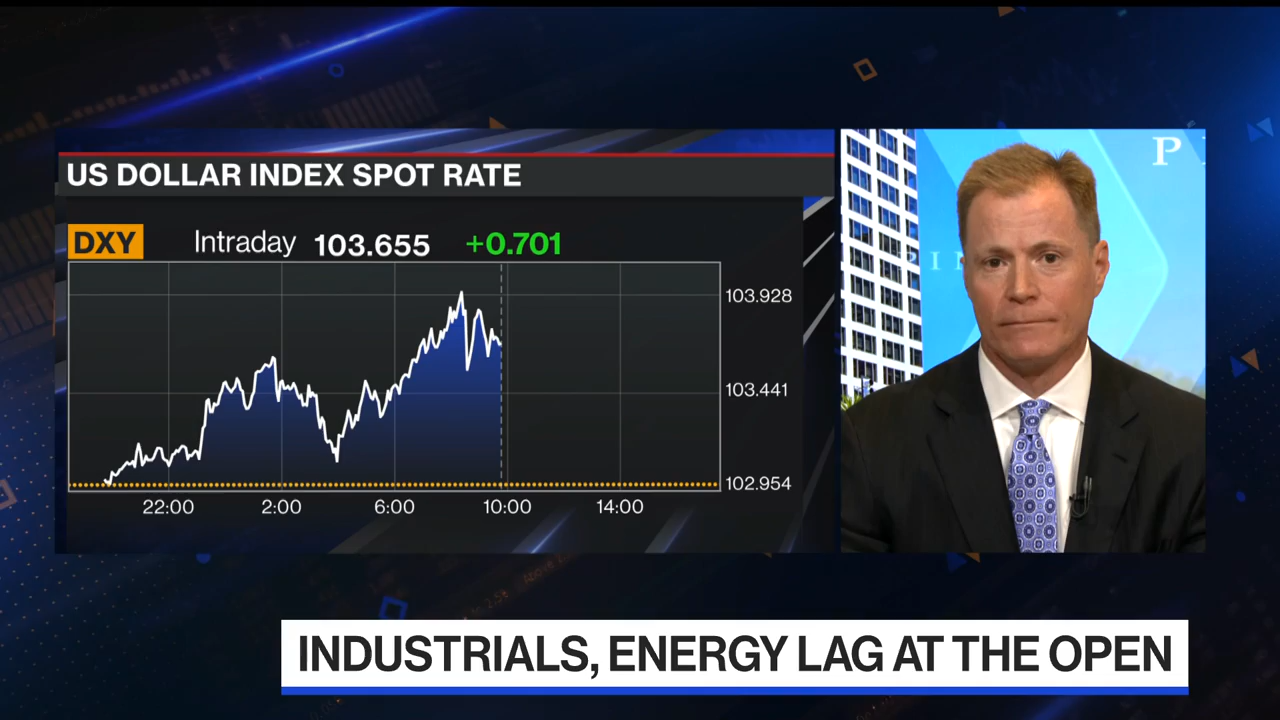 US DOLLAR INDEX SPOT RATE
DXY Intraday 103.655 +0.701
103.928
103.441
102.954
22:00 2:00 6:00 10:00 14:00
P
INDUSTRIALS, ENERGY LAG AT THE OPEN